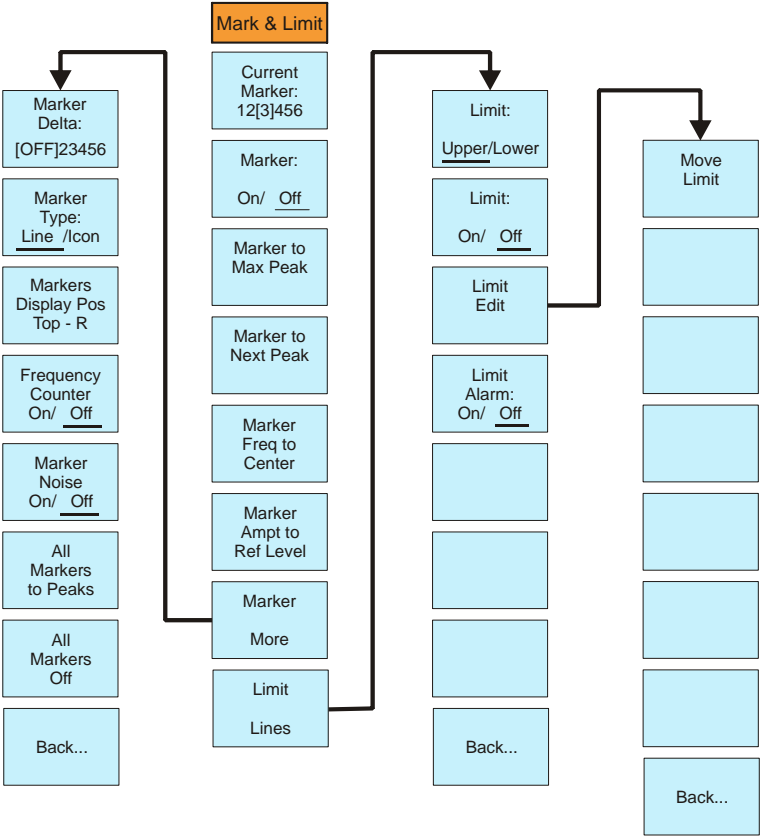 Mark & Limit
Current
Marker:
12[3]456
Marker:
On/ Off
Marker to
Max Peak
Marker to
Next Peak
Marker
Freq to
Center
Marker
Ampt to
Ref Level
Marker
More
Limit
Lines
Marker
Delta:
[OFF]23456
Marker
Type:
Line /Icon
Markers
Display Pos
Top - R
Frequency
Counter
On/ Off
Marker
Noise
On/ Off
All
Markers
to Peaks
All
Markers
Off
Back...
Limit:
Upper/Lower
Limit:
On/ Off
Limit
Edit
Limit
Alarm:
On/ Off
Back...
Move
Limit
Back...